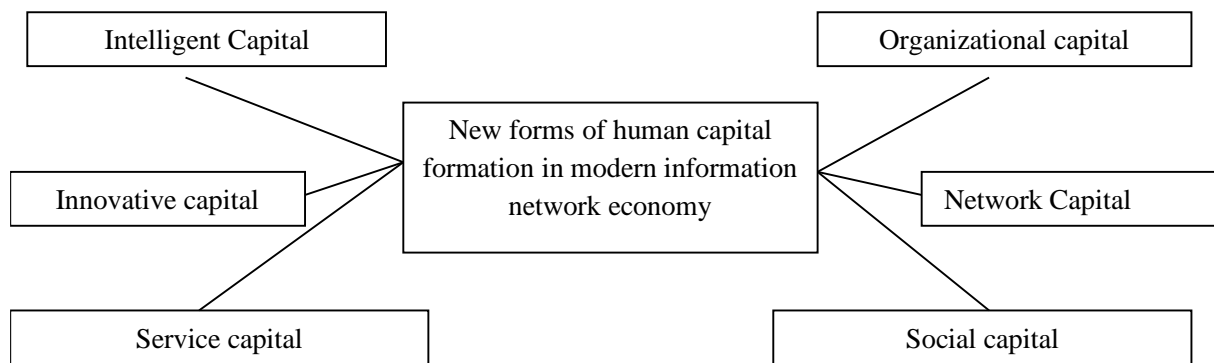 Intelligent Capital
Organizational capital
New forms of human capital
formation in modern information
network economy
Innovative capital
Network Capital
Service capital
Social capital